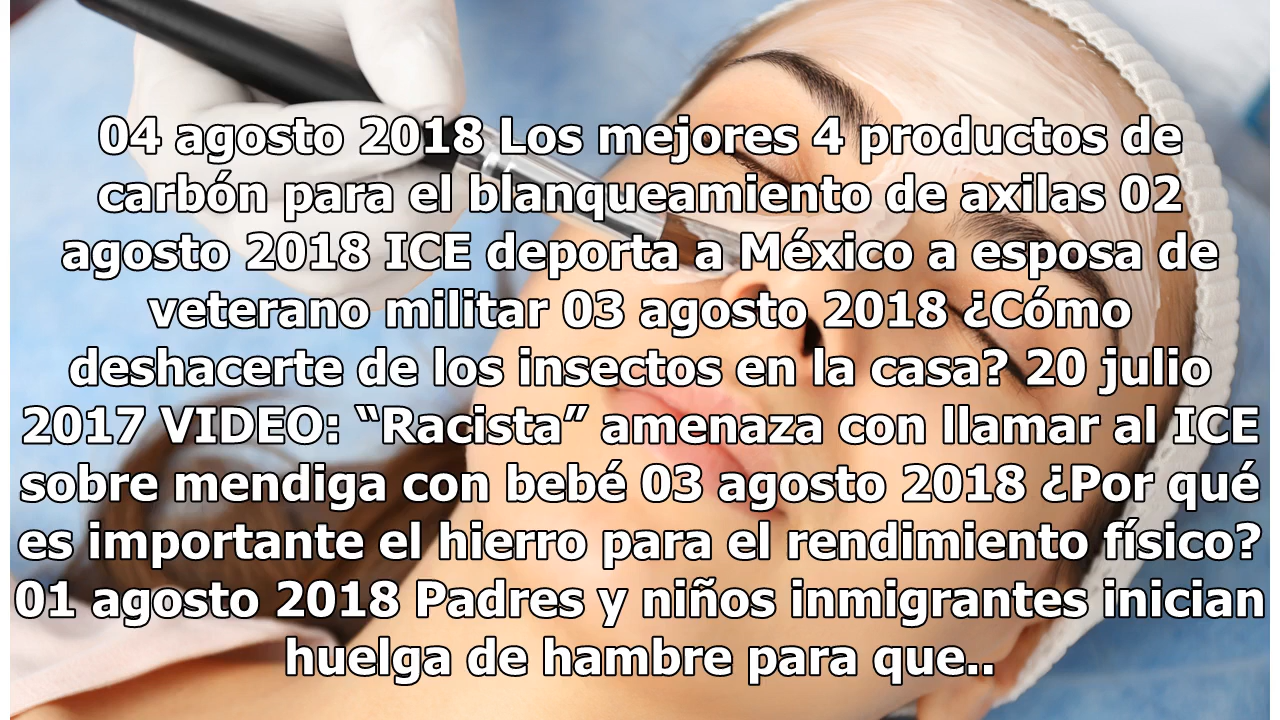 04 agosto 2018 Los mejores 4 productos de
carbón para el blanqueamiento de axilas 02
agosto 2018 ICE deporta a México a esposa de
veterano militar 03 agosto 2018 ¿Cómo
deshacerte de los insectos en la casa? 20 julio
2017 VIDEO: “Racista” amenaza con llamar al ICE
sobre mendiga con bebé 03 agosto 2018 ¿Por qué
es importante el hierro para el rendimiento físico?
01 agosto 2018 Padres y niños inmigrantes inician
huelga de hambre para que..